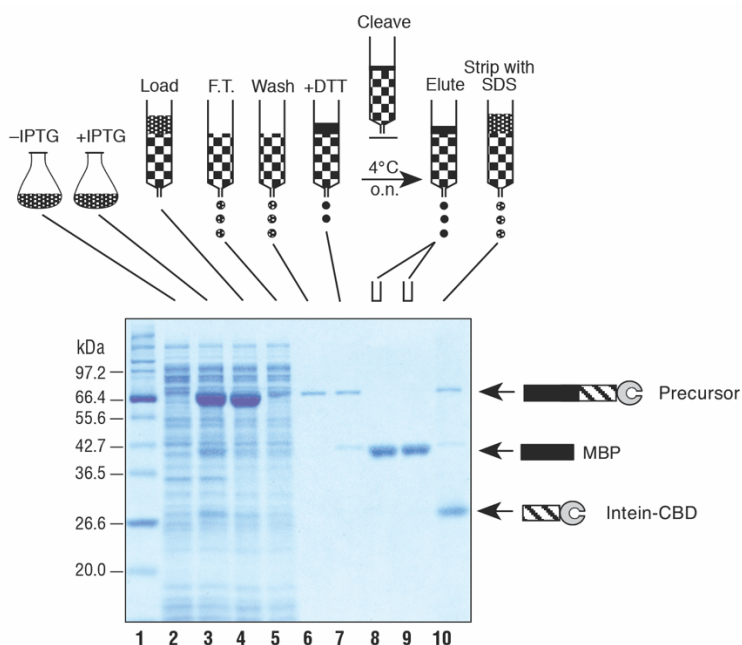 Cleave
Load F.T. Wash +DTT Elute Strip with
SDS
–IPTG +IPTG
4°C
o.n.
kDa
97.2
66.4
55.6
42.7
36.5
26.6
20.0
Precursor
MBP
Intein-CBD
1 2 3 4 5 6 7 8 9 10